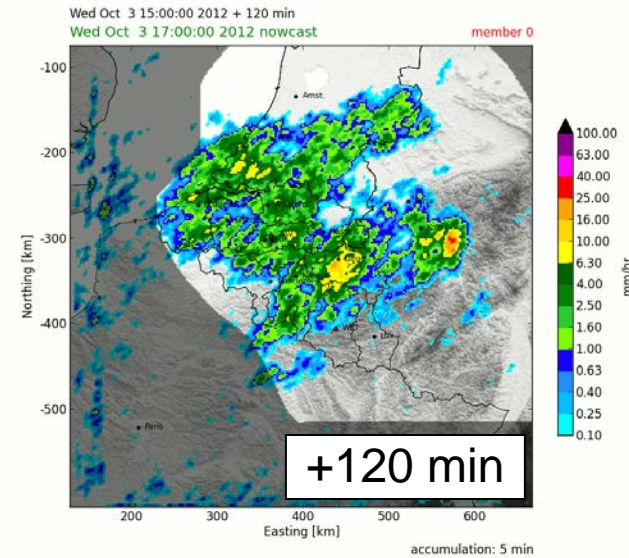 Wed Oct 3 15:00:00 2012 + 120 min
Wed Oct 3 17:00:00 2012 nowcast
member 0
-100
-200
-300
-400
-500
Northing [km]
Amst.
Paris
+120 min
200
300
400
500
600
Easting [km]
accumulation: 5 min
100.00
63.00
40.00
25.00
16.00
10.00
6.30
4.00
2.50
1.60
1.00
0.63
0.40
0.25
0.10
mm/hr